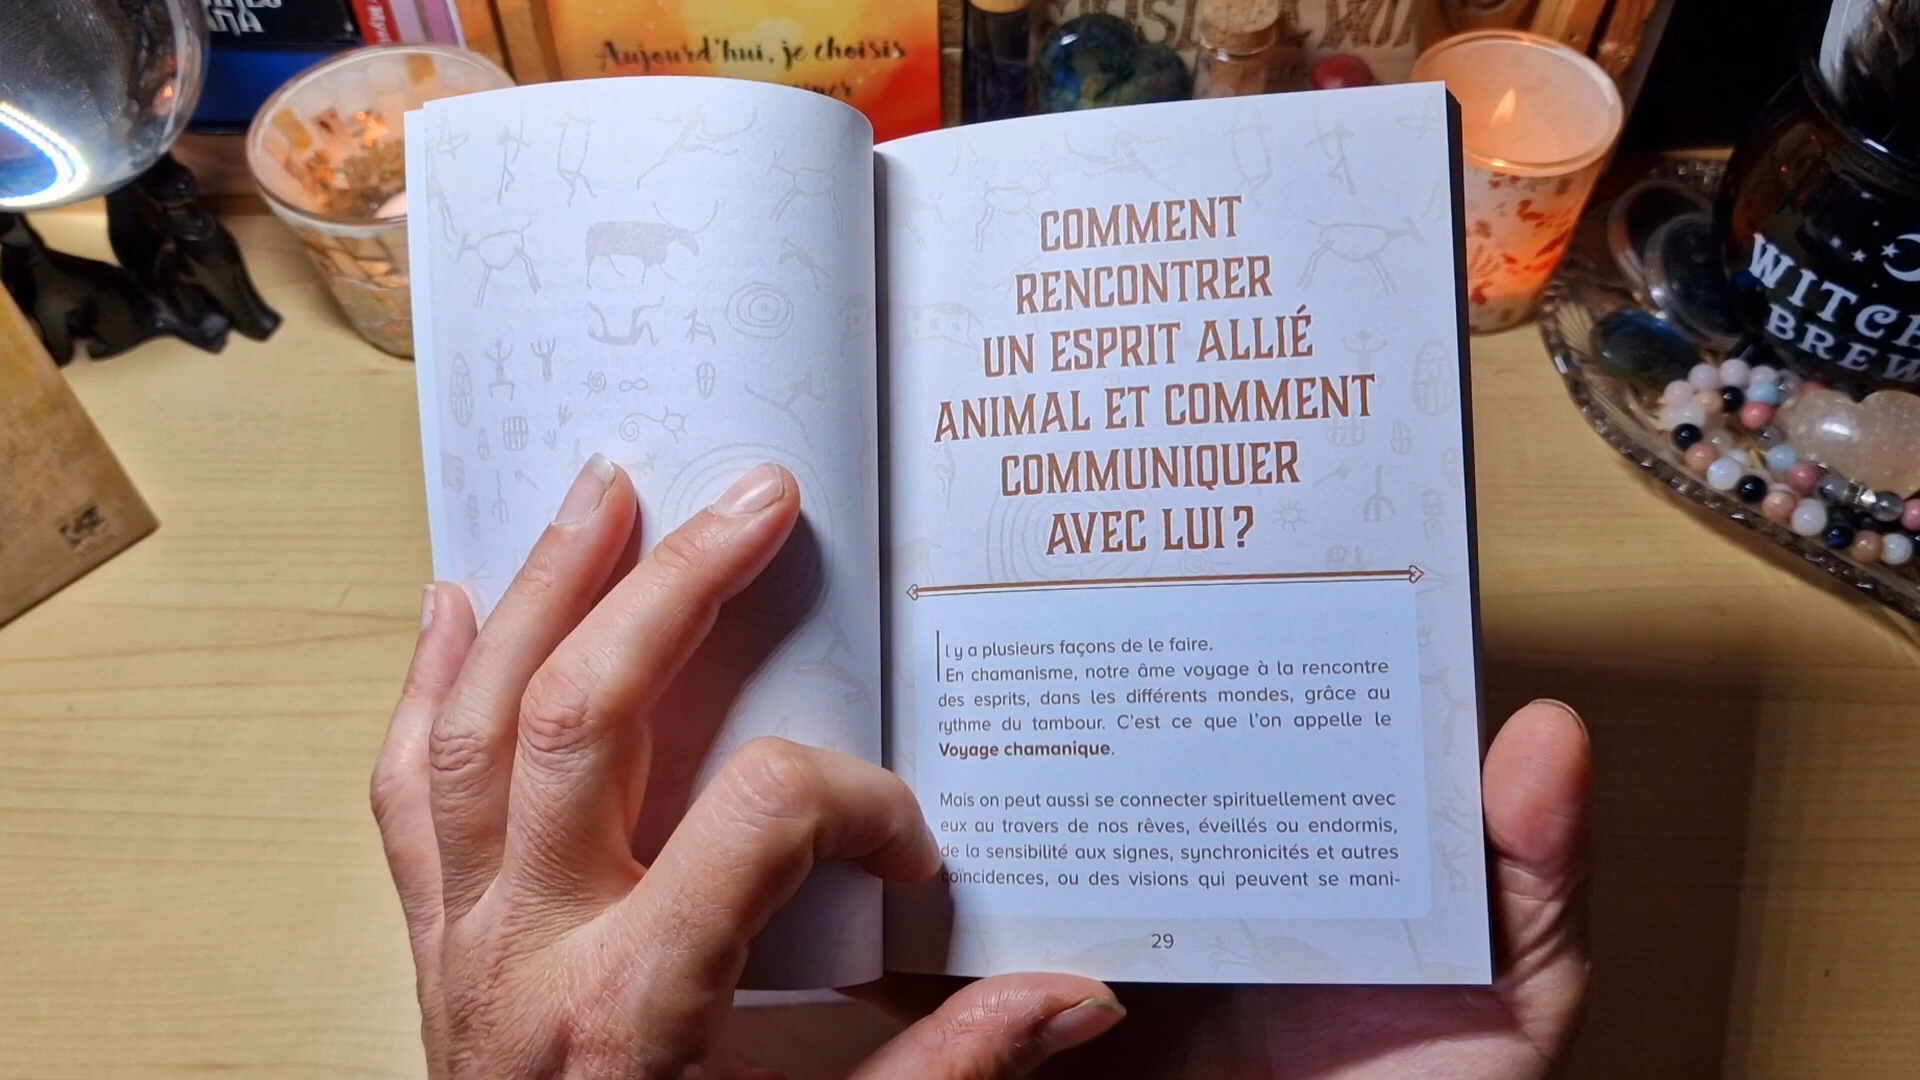 Aujourd'hui, je choisis
COMMENT
RENCONTRER
UN ESPRIT ALLIÉ
ANIMAL ET COMMENT
COMMUNIQUER
AVEC LUI ?
Il y a plusieurs façons de le faire.
En chamanisme, notre âme voyage à la rencontre
des esprits, dans les différents mondes, grâce au
rythme du tambour. C'est ce que l'on appelle le
Voyage chamanique.
Mais on peut aussi se connecter spirituellement avec
eux au travers de nos rêves, éveillés ou endormis,
de la sensibilité aux signes, synchronicités et autres
coïncidences, ou des visions qui peuvent se mani-
29
WITCH
BREW